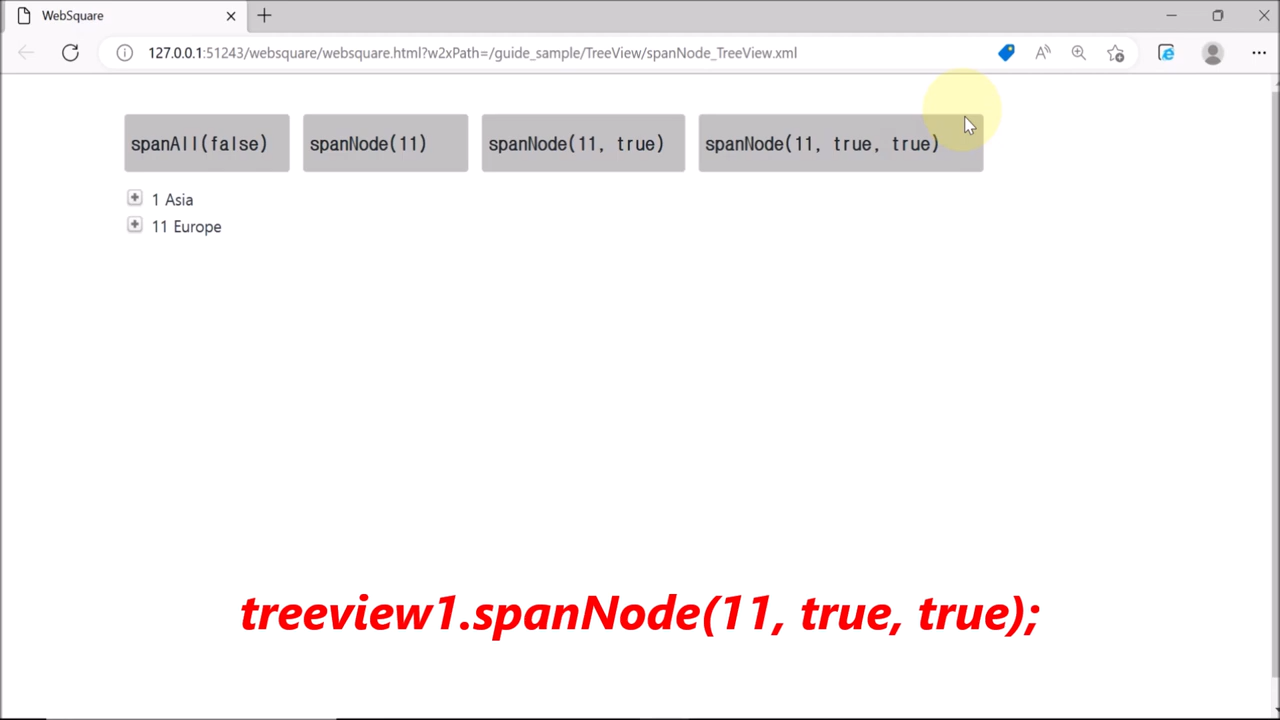 WebSquare
127.0.0.1:51243/websquare/websquare.html?w2xPath=/guide_sample/TreeView/spanNode_TreeView.xml
spanAll(false) spanNode(11) spanNode(11, true) spanNode(11, true, true)
1 Asia
11 Europe
treeview1.spanNode(11, true, true);